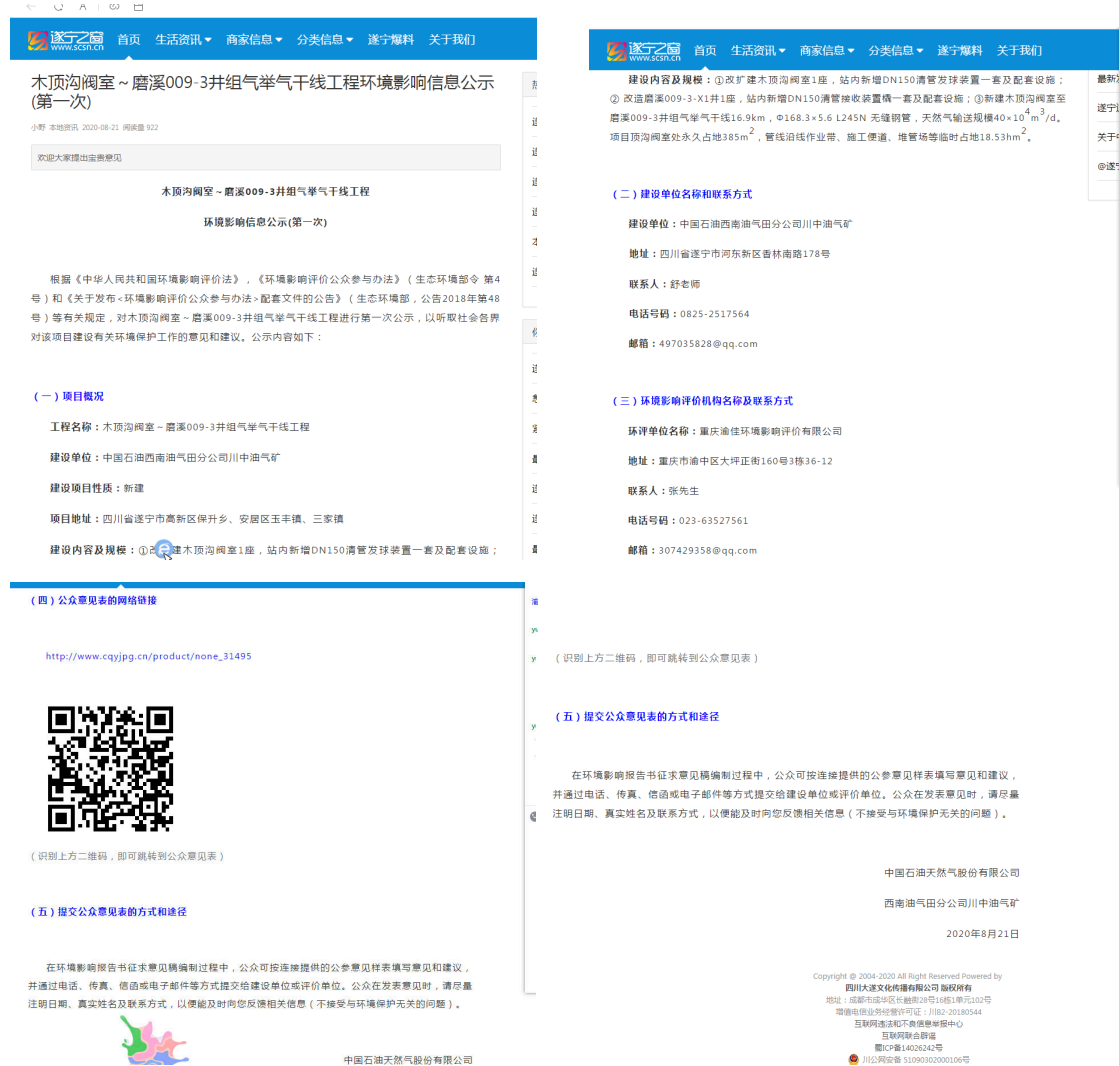 遂宁之窗
www.scsn.cn
首页 生活资讯 商家信息 分类信息 遂宁爆料 关于我们
木顶沟阀室～磨溪009-3井组气举气干线工程环境影响信息公示
(第一次)
小野 本地资讯 2020-08-21 阅读量 922
欢迎大家提出宝贵意见
木顶沟阀室～磨溪009-3井组气举气干线工程
环境影响信息公示(第一次)
根据《中华人民共和国环境影响评价法》，《环境影响评价公众参与办法》（生态环境部令 第4
号）和《关于发布<环境影响评价公众参与办法>配套文件的公告》（生态环境部，公告2018年第48
号）等有关规定，对木顶沟阀室～磨溪009-3井组气举气干线工程进行第一次公示，以听取社会各界
对该项目建设有关环境保护工作的意见和建议。公示内容如下：
（一）项目概况
工程名称：木顶沟阀室～磨溪009-3井组气举气干线工程
建设单位：中国石油西南油气田分公司川中油气矿
建设项目性质：新建
项目地址：四川省遂宁市高新区保升乡、安居区玉丰镇、三家镇
建设内容及规模：①改 建木顶沟阀室1座，站内新增DN150清管发球装置一套及配套设施；
遂宁之窗
www.scsn.cn
首页 生活资讯 商家信息 分类信息 遂宁爆料 关于我们
建设内容及规模：①改扩建木顶沟阀室1座，站内新增DN150清管发球装置一套及配套设施；
② 改造磨溪009-3-X1井1座，站内新增DN150清管接收装置橇一套及配套设施；③新建木顶沟阀室至
磨溪009-3井组气举气干线16.9km，Φ168.3×5.6 L245N 无缝钢管，天然气输送规模40×10⁴m³/d。
项目顶沟阀室处永久占地385m²，管线沿线作业带、施工便道、堆管场等临时占地18.53hm²。
最新
遂宁
关于
@遂
（二）建设单位名称和联系方式
建设单位：中国石油西南油气田分公司川中油气矿
地址：四川省遂宁市河东新区香林南路178号
联系人：舒老师
电话号码：0825-2517564
邮箱：497035828@qq.com
（三）环境影响评价机构名称及联系方式
环评单位名称：重庆渝佳环境影响评价有限公司
地址：重庆市渝中区大坪正街160号3栋36-12
联系人：张先生
电话号码：023-63527561
邮箱：307429358@qq.com
（四）公众意见表的网络链接
http://www.cqyjpg.cn/product/none_31495
（识别上方二维码，即可跳转到公众意见表）
（五）提交公众意见表的方式和途径
在环境影响报告书征求意见稿编制过程中，公众可按连接提供的公参意见样表填写意见和建议，
并通过电话、传真、信函或电子邮件等方式提交给建设单位或评价单位。公众在发表意见时，请尽量
注明日期、真实姓名及联系方式，以便能及时向您反馈相关信息（不接受与环境保护无关的问题）。
中国石油天然气股份有限公司
（识别上方二维码，即可跳转到公众意见表）
（五）提交公众意见表的方式和途径
在环境影响报告书征求意见稿编制过程中，公众可按连接提供的公参意见样表填写意见和建议，
并通过电话、传真、信函或电子邮件等方式提交给建设单位或评价单位。公众在发表意见时，请尽量
注明日期、真实姓名及联系方式，以便能及时向您反馈相关信息（不接受与环境保护无关的问题）。
中国石油天然气股份有限公司
西南油气田分公司川中油气矿
2020年8月21日
Copyright @ 2004-2020 All Right Reserved Powered by
四川大遂文化传播有限公司 版权所有
地址：成都市成华区长融街28号16栋1单元102号
增值电信业务经营许可证：川B2-20180544
互联网违法和不良信息举报中心
互联网联合辟谣
蜀ICP备14026242号
川公网安备 51090302000106号